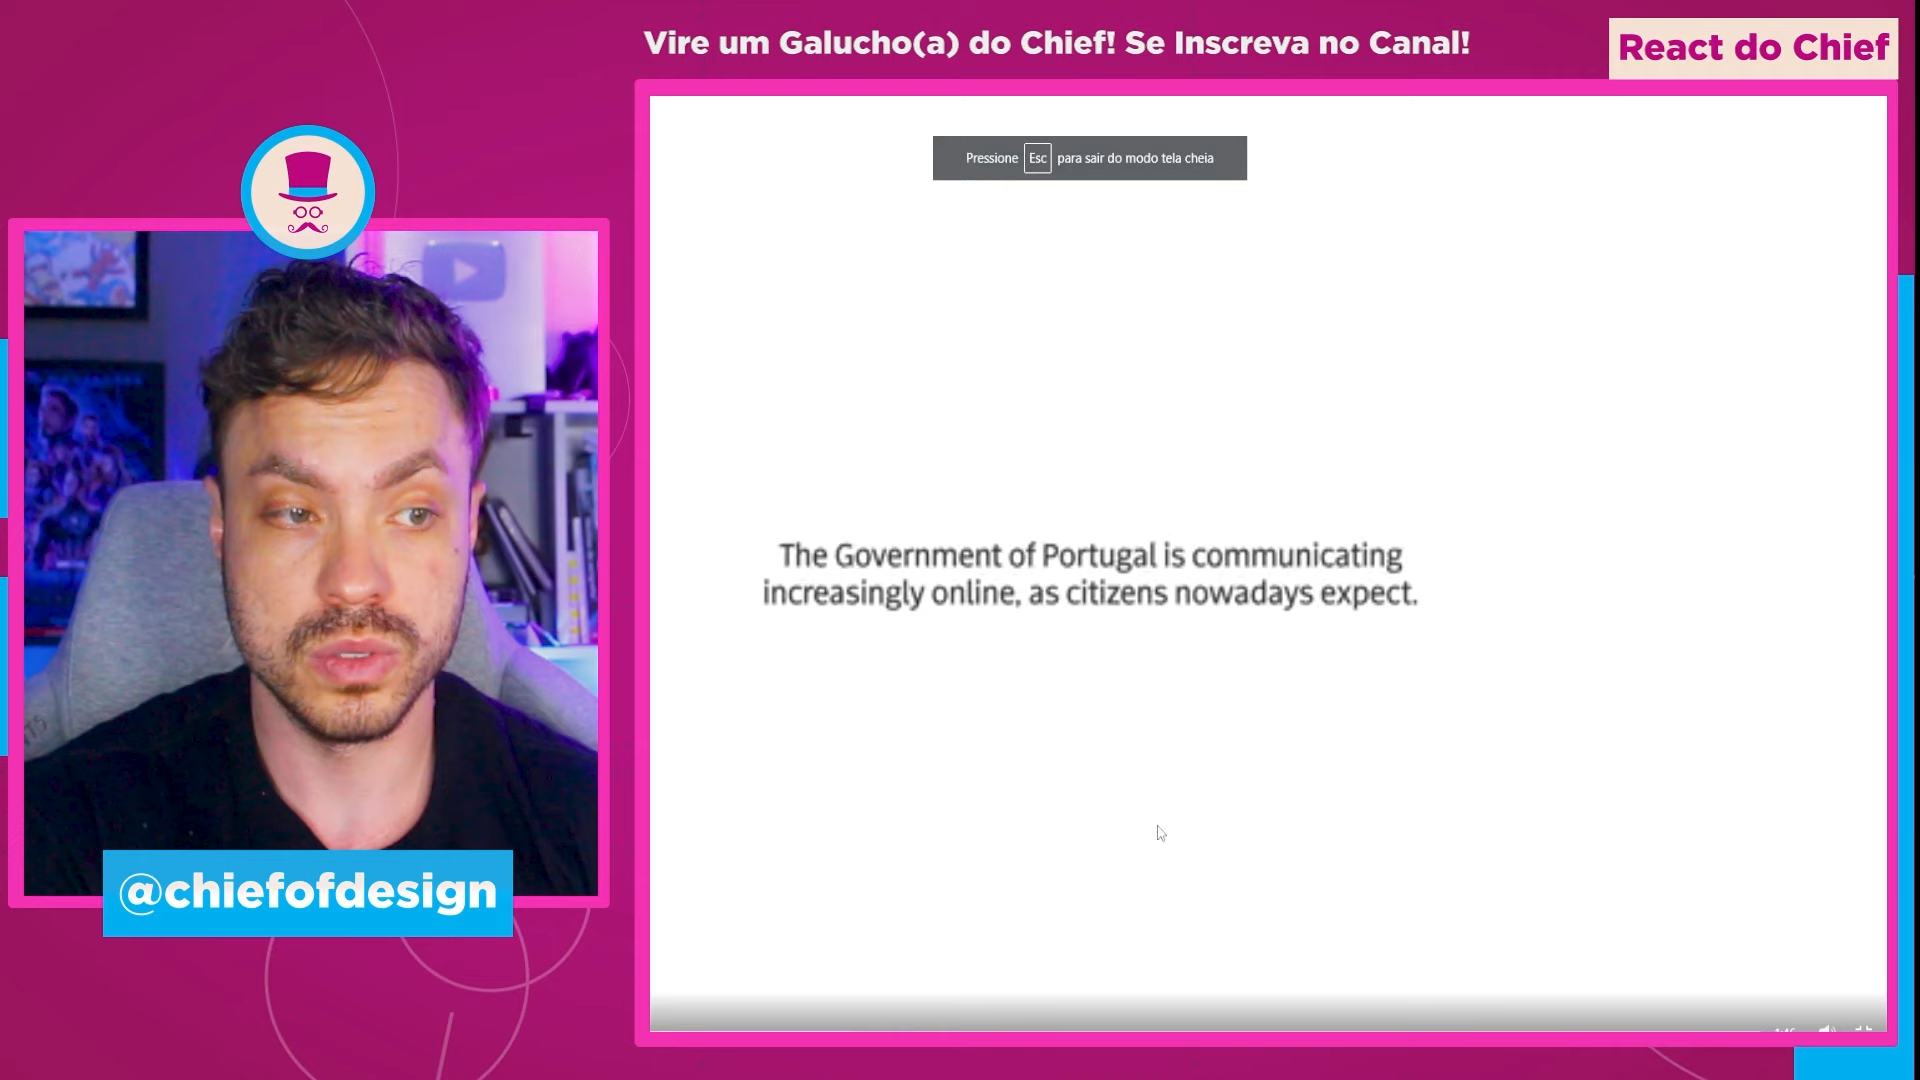 Vire um Galucho(a) do Chief! Se Inscreva no Canal!
React do Chief
Pressione Esc para sair do modo tela cheia
The Government of Portugal is communicating
increasingly online, as citizens nowadays expect.
@chiefofdesign